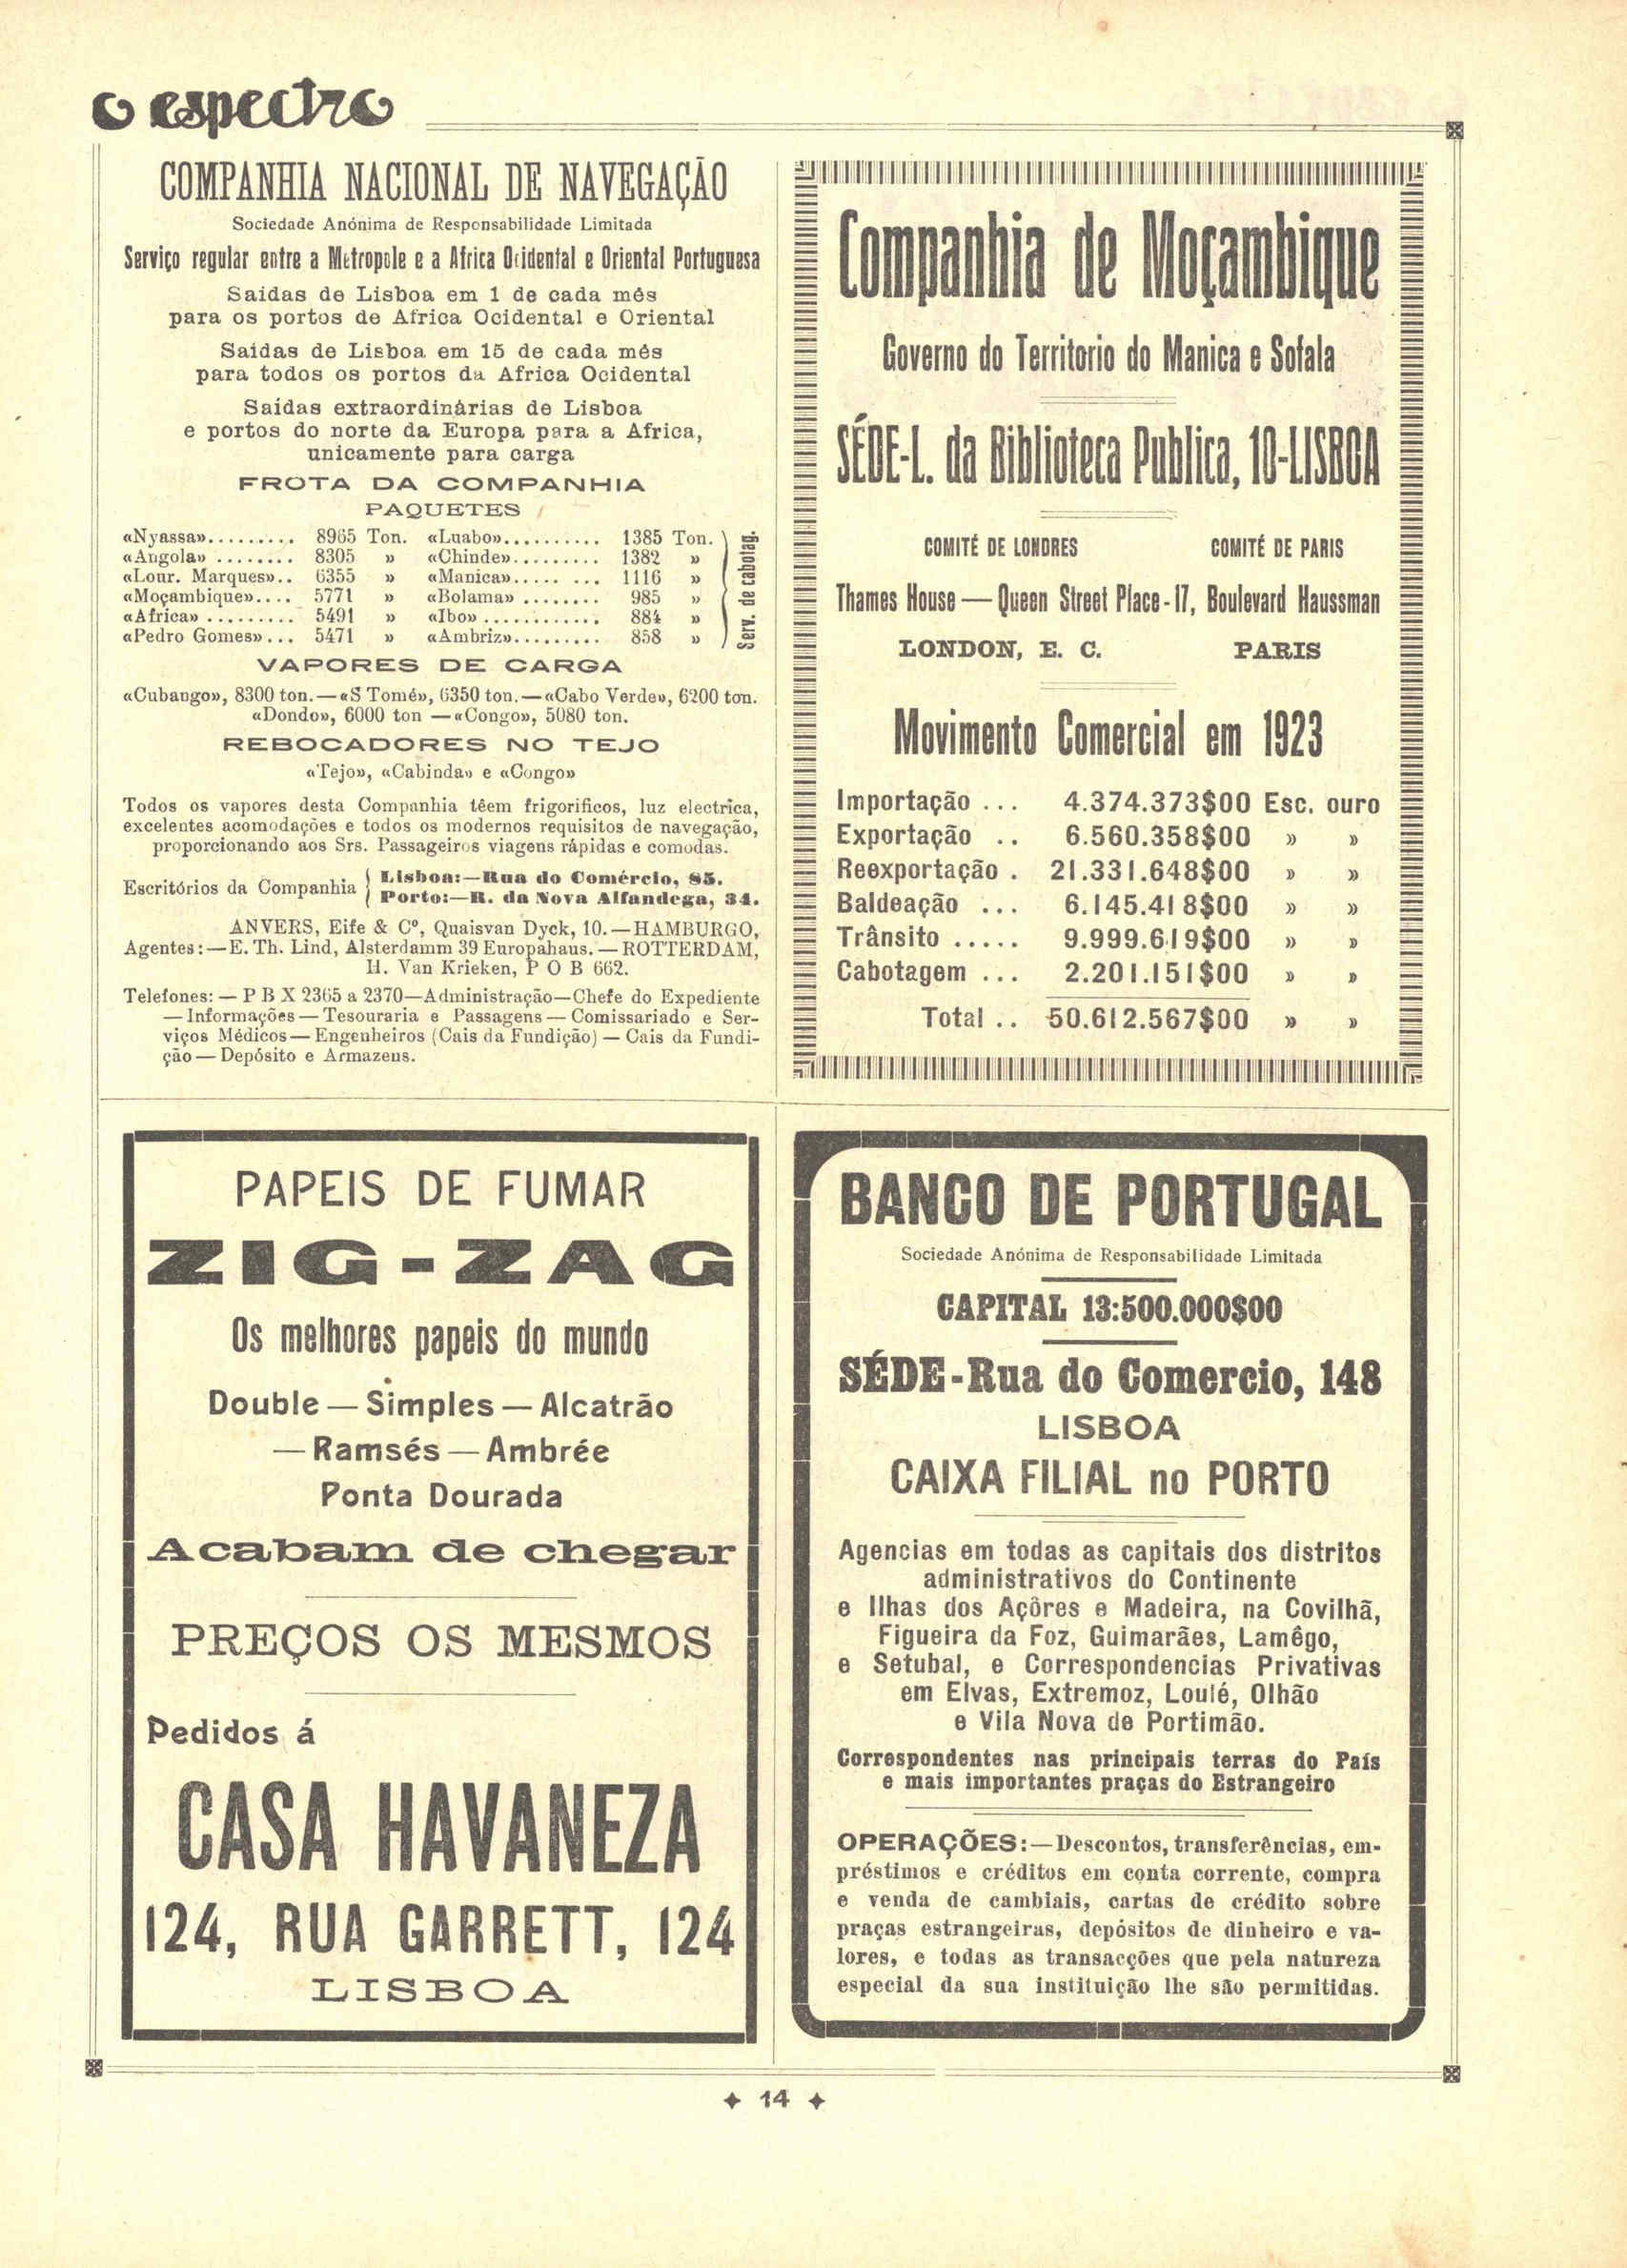 O espectro
COMPANHIA NACIONAL DE NAVEGAÇÃO
Sociedade Anónima de Responsabilidade Limitada
Serviço regular entre a Metropole e a Africa Ocidental e Oriental Portuguesa
Saidas de Lisboa em 1 de cada mês
para os portos de Africa Ocidental e Oriental
Saídas de Lisboa em 15 de cada mês
para todos os portos da Africa Ocidental
Saídas extraordinárias de Lisboa
e portos do norte da Europa para a Africa,
unicamente para carga
FROTA DA COMPANHIA
PAQUETES
«Nyassa»......... 8965 Ton. «Luabo».......... 1385 Ton.
«Angola» ........ 8305 » «Chinde»......... 1382 »
«Lour. Marques».. 6355 » «Manica»..... ... 1116 »
«Moçambique».... 5771 » «Bolama» ........ 985 »
«Africa» ......... 5491 » «Ibo» ............ 884 »
«Pedro Gomes»... 5471 » «Ambriz»......... 858 »
Serv. de cabotag.
VAPORES DE CARGA
«Cubango», 8300 ton.—«S Tomé», 6350 ton.—«Cabo Verde», 6200 ton.
«Dondo», 6000 ton —«Congo», 5080 ton.
REBOCADORES NO TEJO
«Tejo», «Cabinda» e «Congo»
Todos os vapores desta Companhia têem frigorificos, luz electrica,
excelentes acomodações e todos os modernos requisitos de navegação,
proporcionando aos Srs. Passageiros viagens rápidas e comodas.
Escritórios da Companhia
Lisboa:—Rua do Comércio, 85.
Porto:—R. da Nova Alfandega, 34.
ANVERS, Eife & Cº, Quaisvan Dyck, 10.—HAMBURGO,
Agentes:—E. Th. Lind, Alsterdamm 39 Europahaus.—ROTTERDAM,
H. Van Krieken, P O B 662.
Telefones: — P B X 2365 a 2370—Administração—Chefe do Expediente
—Informações—Tesouraria e Passagens—Comissariado e Ser-
viços Médicos—Engenheiros (Cais da Fundição) — Cais da Fundi-
ção—Depósito e Armazens.
Companhia de Moçambique
Governo do Territorio do Manica e Sofala
SÉDE-L. da Biblioteca Publica, 10-LISBOA
COMITÉ DE LONDRES COMITÉ DE PARIS
Thames House—Queen Street Place-17, Boulevard Haussman
LONDON, E. C. PARIS
Movimento Comercial em 1923
Importação ... 4.374.373$00 Esc. ouro
Exportação .. 6.560.358$00 » »
Reexportação . 21.331.648$00 » »
Baldeação ... 6.145.418$00 » »
Trânsito ..... 9.999.619$00 » »
Cabotagem ... 2.201.151$00 » »
Total .. 50.612.567$00 » »
PAPEIS DE FUMAR
ZIG-ZAG
Os melhores papeis do mundo
Double — Simples — Alcatrão
— Ramsés — Ambrée
Ponta Dourada
Acabam de chegar
PREÇOS OS MESMOS
Pedidos á
CASA HAVANEZA
124, RUA GARRETT, 124
LISBOA
BANCO DE PORTUGAL
Sociedade Anónima de Responsabilidade Limitada
CAPITAL 13:500.000$00
SÉDE-Rua do Comercio, 148
LISBOA
CAIXA FILIAL no PORTO
Agencias em todas as capitais dos distritos
administrativos do Continente
e Ilhas dos Açôres e Madeira, na Covilhã,
Figueira da Foz, Guimarães, Lamêgo,
e Setubal, e Correspondencias Privativas
em Elvas, Extremoz, Loulé, Olhão
e Vila Nova de Portimão.
Correspondentes nas principais terras do País
e mais importantes praças do Estrangeiro
OPERAÇÕES:—Descontos, transferências, em-
préstimos e créditos em conta corrente, compra
e venda de cambiais, cartas de crédito sobre
praças estrangeiras, depósitos de dinheiro e va-
lores, e todas as transacções que pela natureza
especial da sua instituição lhe são permitidas.
14